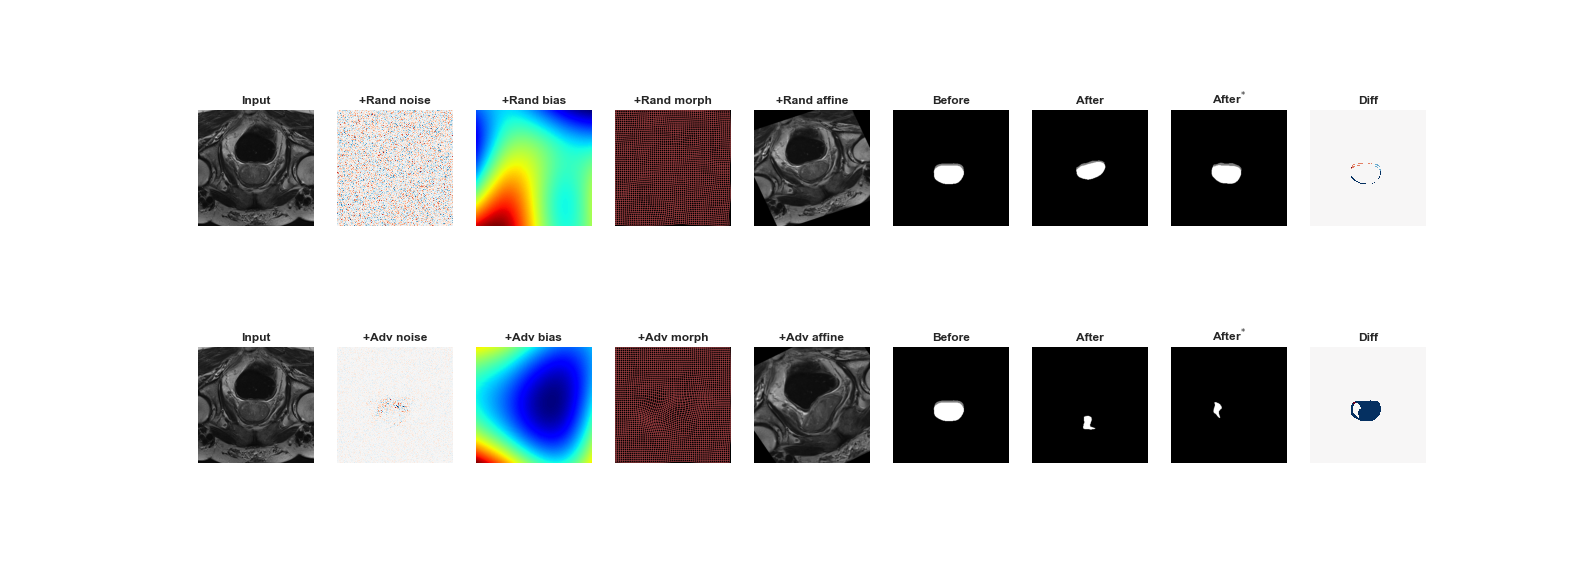 Input +Rand noise +Rand bias +Rand morph +Rand affine Before After After* Diff
Input +Adv noise +Adv bias +Adv morph +Adv affine Before After After* Diff